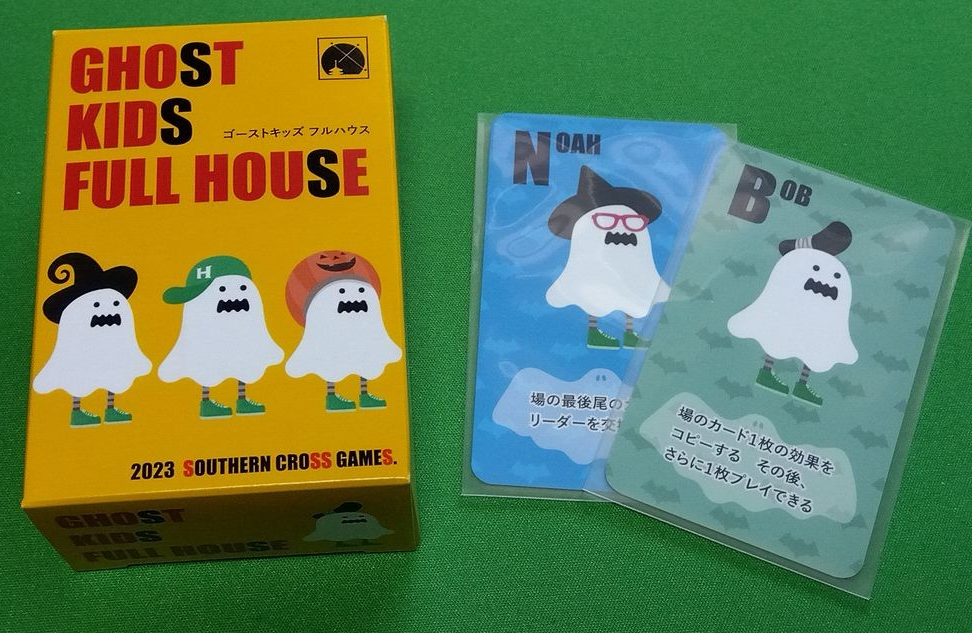 GHOST
KIDS
ゴーストキッズ フルハウス
FULL HOUSE
H
2023 SOUTHERN CROSS GAMES.
GHOST
KIDS
FULL HOUSE
NOAH
場の最後尾の
リーダーを交
BOB
場のカード1枚の効果を
コピーする その後、
さらに1枚プレイできる